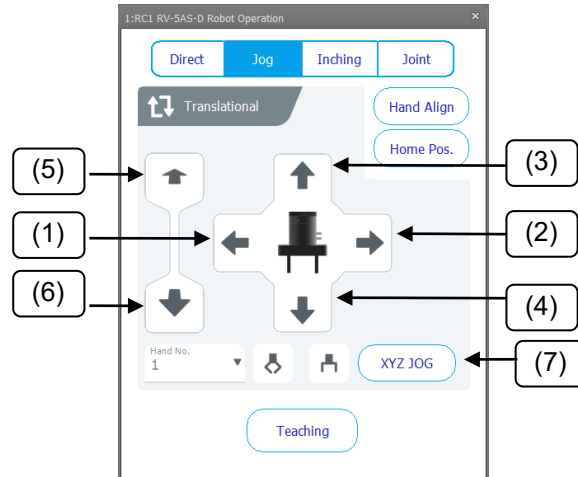 1:RC1 RV-5AS-D Robot Operation ×
Direct Jog Inching Joint
Translational Hand Align
Home Pos.
(5) (3)
(1) (2)
(6) (4)
Hand No.
1 XYZ JOG (7)
Teaching